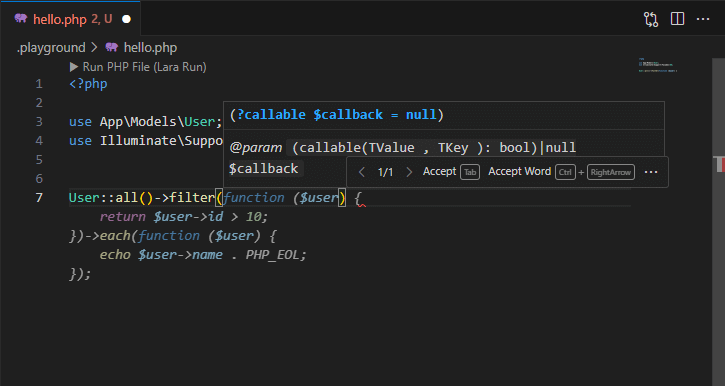 hello.php 2, U
.playground > hello.php
Run PHP File (Lara Run)
1 <?php
2
3 use App\Models\User;
4 use Illuminate\Suppo
5
6
7 User::all()->filter(function ($user) {
return $user->id > 10;
})->each(function ($user) {
echo $user->name . PHP_EOL;
});
(?callable $callback = null)
@param (callable(TValue , TKey ): bool)|null
$callback
< 1/1 > Accept Tab Accept Word Ctrl + RightArrow ...